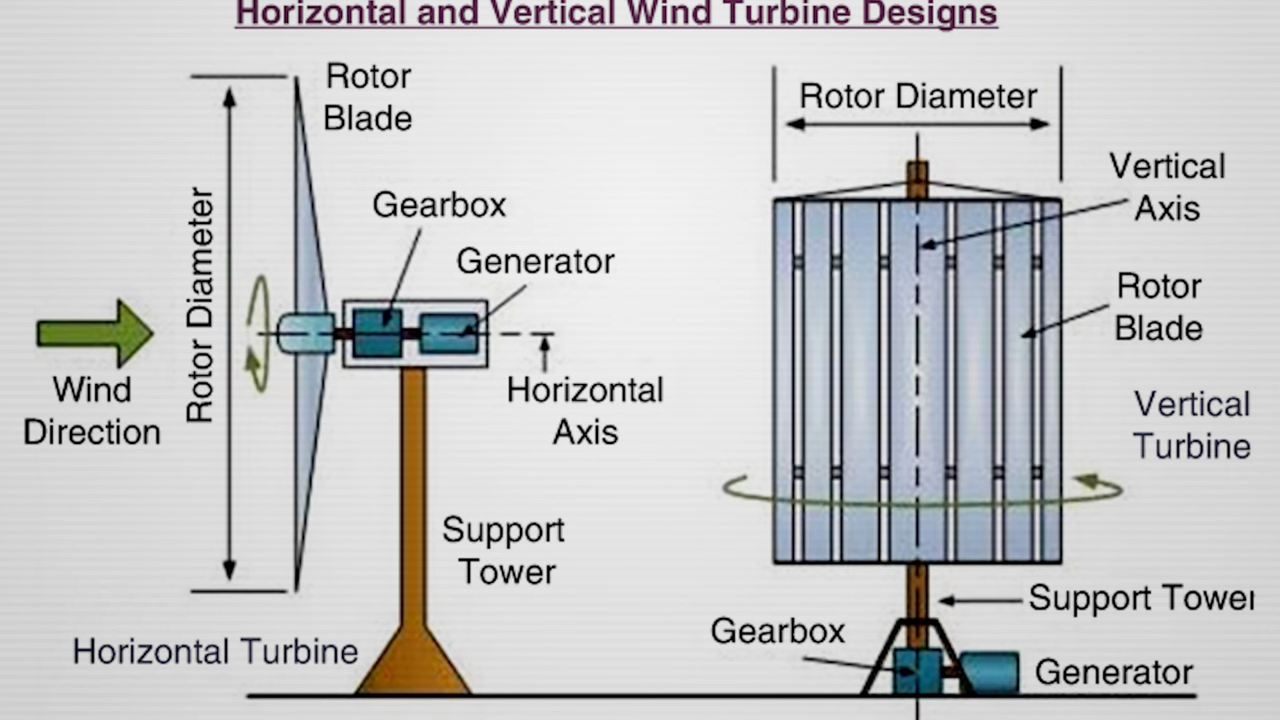 Horizontal and Vertical Wind Turbine Designs
Rotor
Blade
Rotor Diameter
Gearbox
Generator
Wind
Direction
Horizontal
Axis
Support
Tower
Horizontal Turbine
Rotor Diameter
Vertical
Axis
Rotor
Blade
Vertical
Turbine
Support Tower
Gearbox
Generator